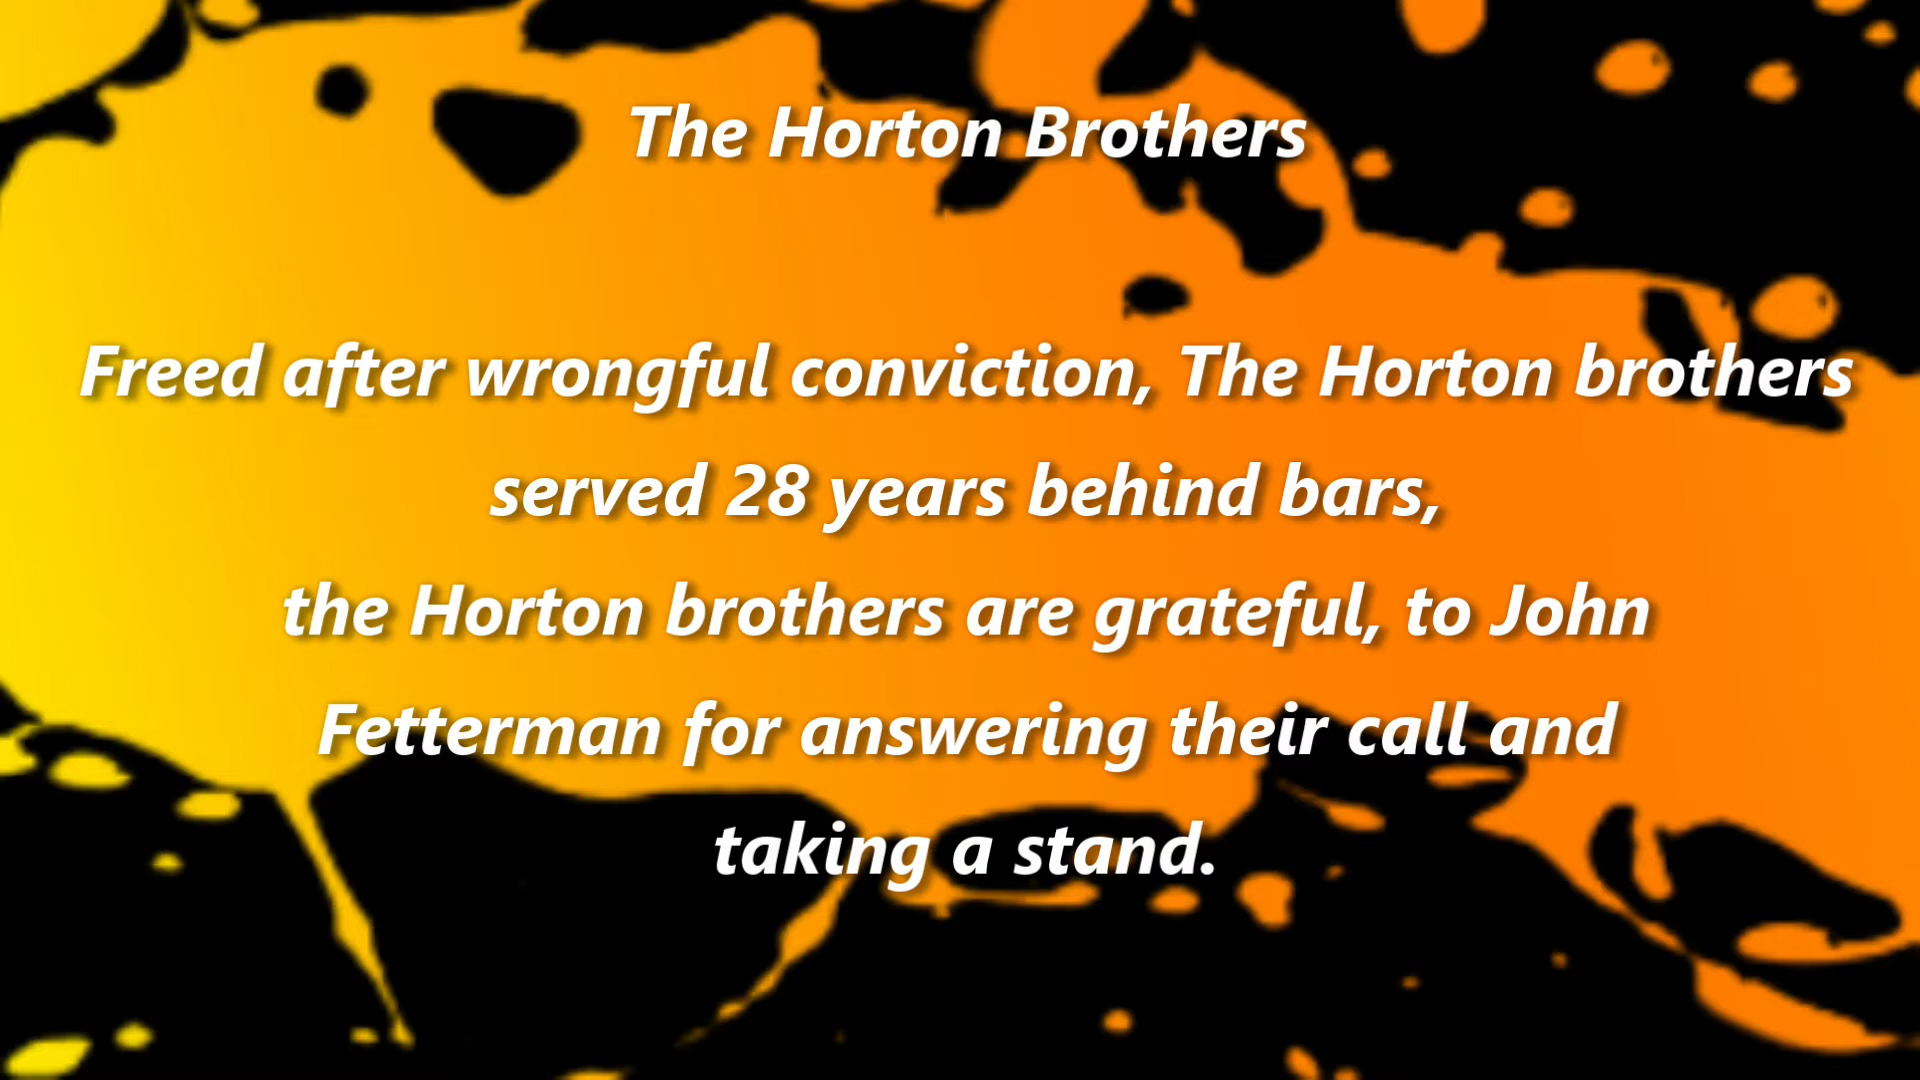 The Horton Brothers
Freed after wrongful conviction, The Horton brothers
served 28 years behind bars,
the Horton brothers are grateful, to John
Fetterman for answering their call and
taking a stand.